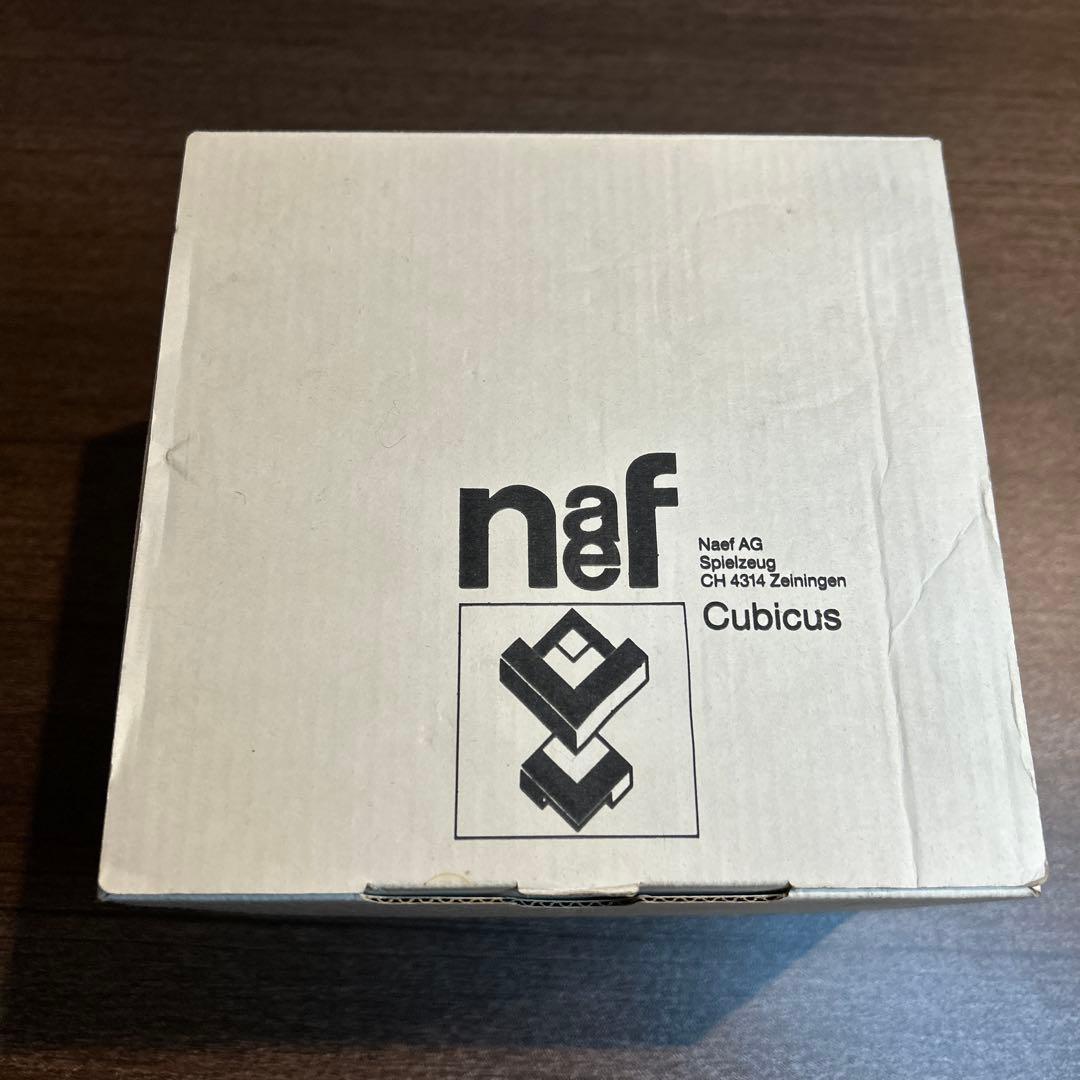 naef
Naef AG
Spielzeug
CH 4314 Zeiningen
Cubicus